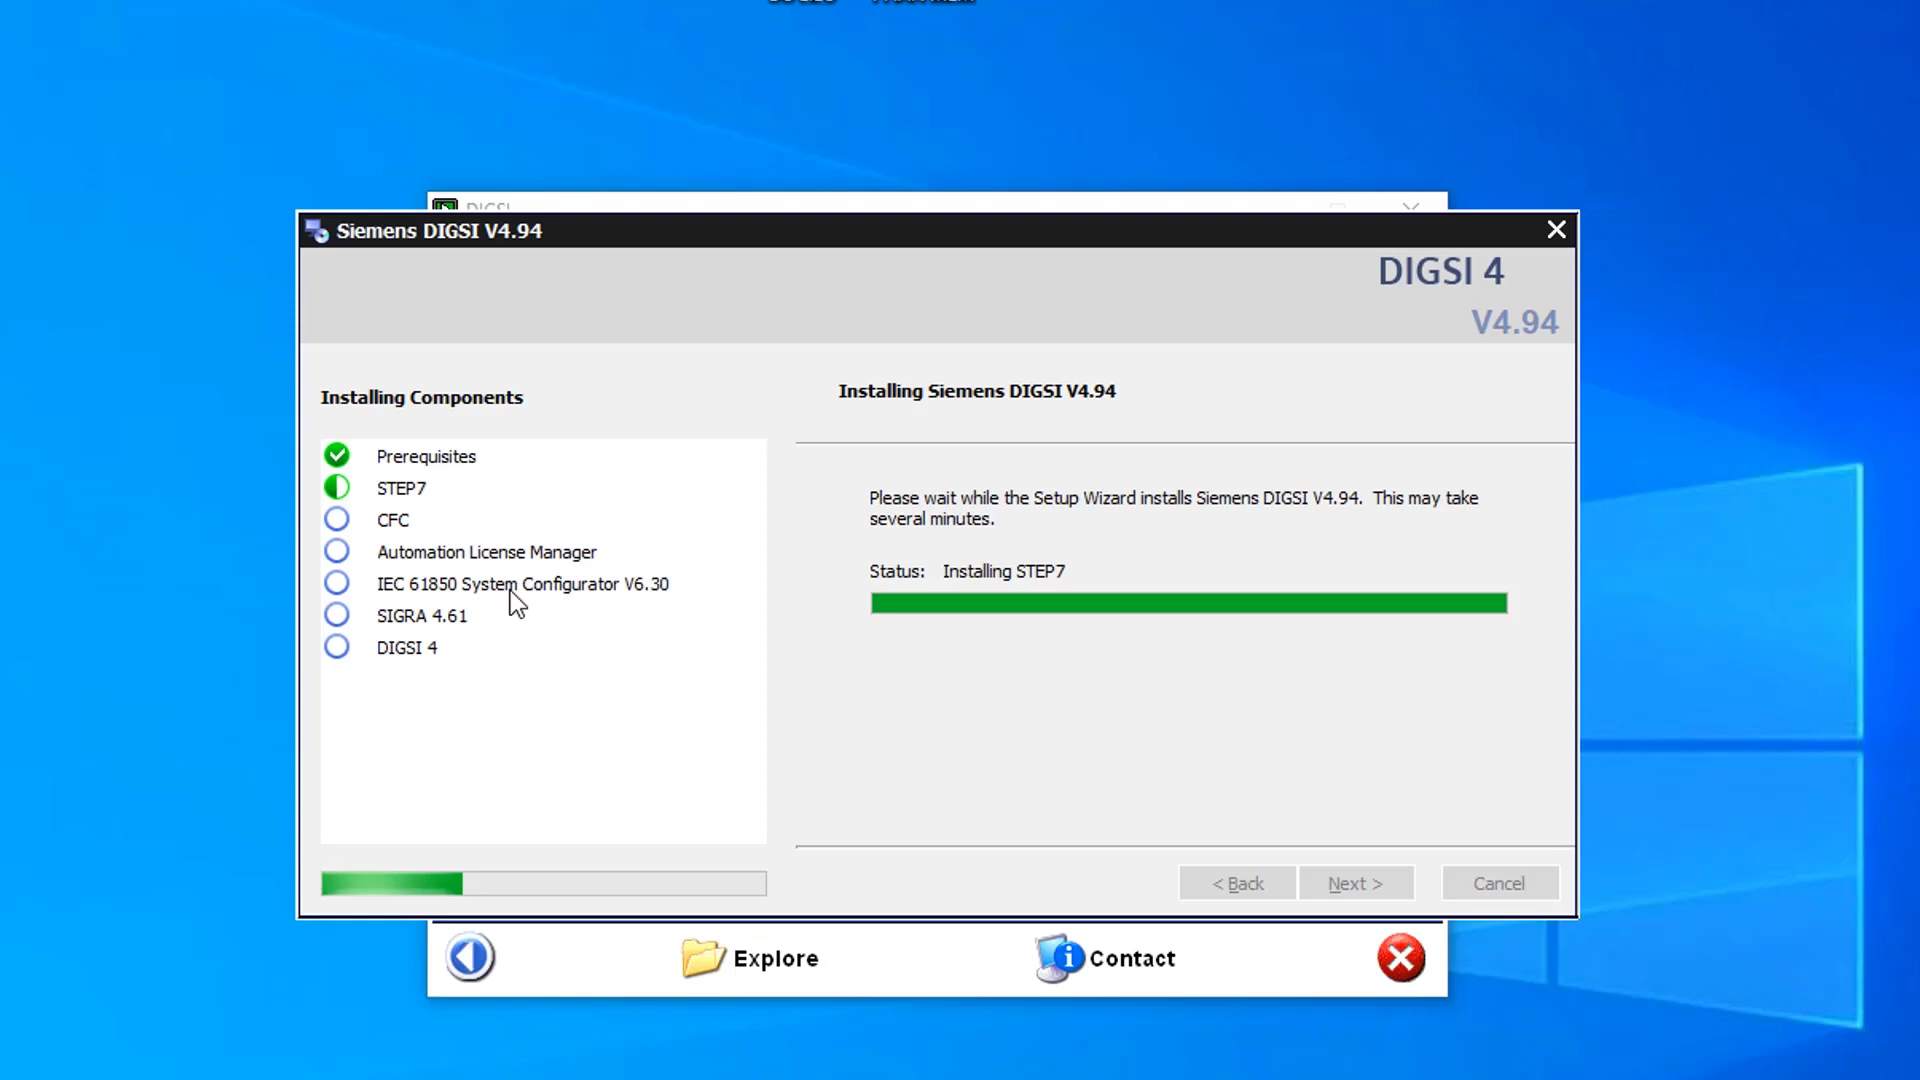 DIGSI
Siemens DIGSI V4.94
DIGSI 4
V4.94
Installing Components
Installing Siemens DIGSI V4.94
Prerequisites
STEP7
CFC
Automation License Manager
IEC 61850 System Configurator V6.30
SIGRA 4.61
DIGSI 4
Please wait while the Setup Wizard installs Siemens DIGSI V4.94. This may take
several minutes.
Status: Installing STEP7
< Back
Next >
Cancel
Explore
Contact